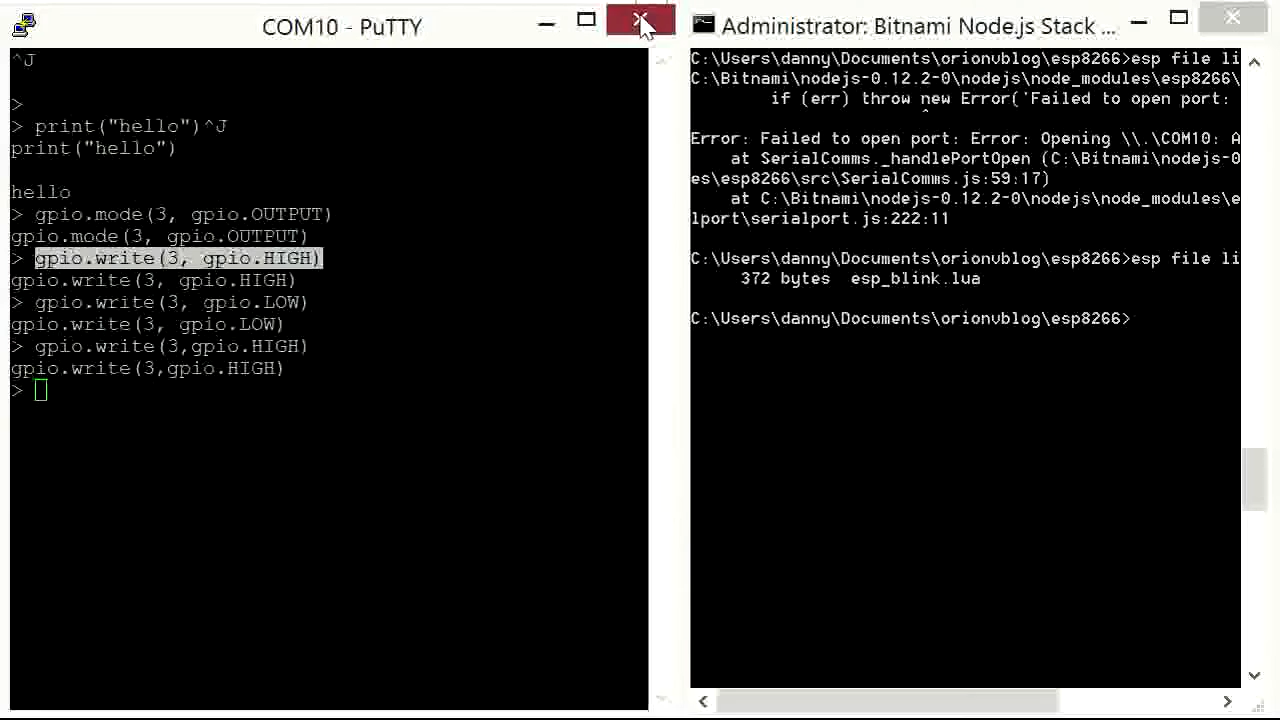 COM10 - PuTTY
^J
>
> print("hello")^J
print("hello")
hello
> gpio.mode(3, gpio.OUTPUT)
gpio.mode(3, gpio.OUTPUT)
> gpio.write(3, gpio.HIGH)
gpio.write(3, gpio.HIGH)
> gpio.write(3, gpio.LOW)
gpio.write(3, gpio.LOW)
> gpio.write(3,gpio.HIGH)
gpio.write(3,gpio.HIGH)
>
Administrator: Bitnami Node.js Stack ...
C:\Users\danny\Documents\orionvblog\esp8266>esp file li
C:\Bitnami\nodejs-0.12.2-0\nodejs\node_modules\esp8266\
if (err) throw new Error('Failed to open port:
^
Error: Failed to open port: Error: Opening \\.\COM10: A
at SerialComms._handlePortOpen (C:\Bitnami\nodejs-0
es\esp8266\src\SerialComms.js:59:17)
at C:\Bitnami\nodejs-0.12.2-0\nodejs\node_modules\e
lport\serialport.js:222:11
C:\Users\danny\Documents\orionvblog\esp8266>esp file li
372 bytes esp_blink.lua
C:\Users\danny\Documents\orionvblog\esp8266>